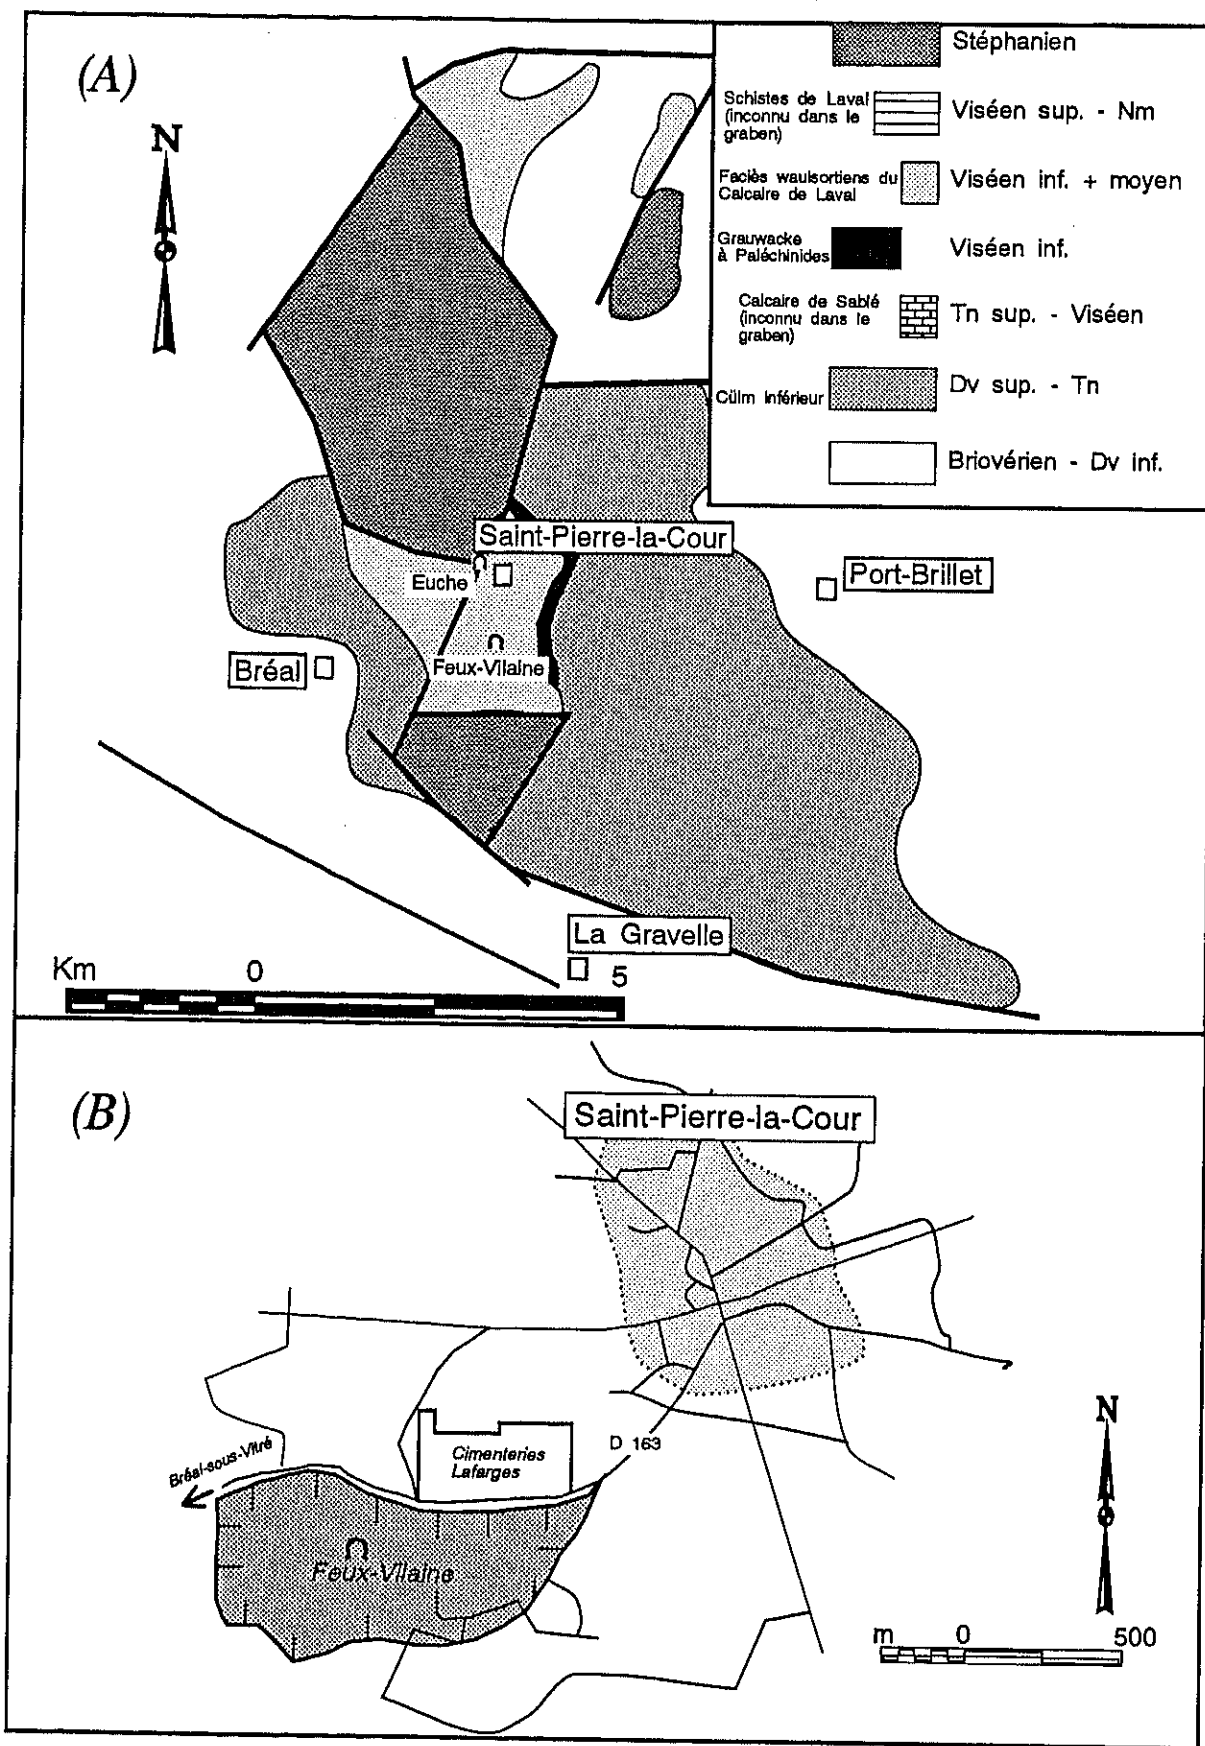 (A)
N
Stéphanien
Schistes de Laval
(inconnu dans le
graben)
Viséen sup. - Nm
Faciès waulsortiens du
Calcaire de Laval
Viséen inf. + moyen
Grauwacke
à Paléchinides
Viséen inf.
Calcaire de Sablé
(inconnu dans le
graben)
Tn sup. - Viséen
Cülm inférieur
Dv sup. - Tn
Briovérien - Dv inf.
Saint-Pierre-la-Cour
Euche
Port-Brillet
Bréal
Feux-Vilaine
La Gravelle
Km 0 5
(B)
Saint-Pierre-la-Cour
D 163
Cimenteries
Lafarges
Bréal-sous-Vitré
Feux-Vilaine
N
m 0 500